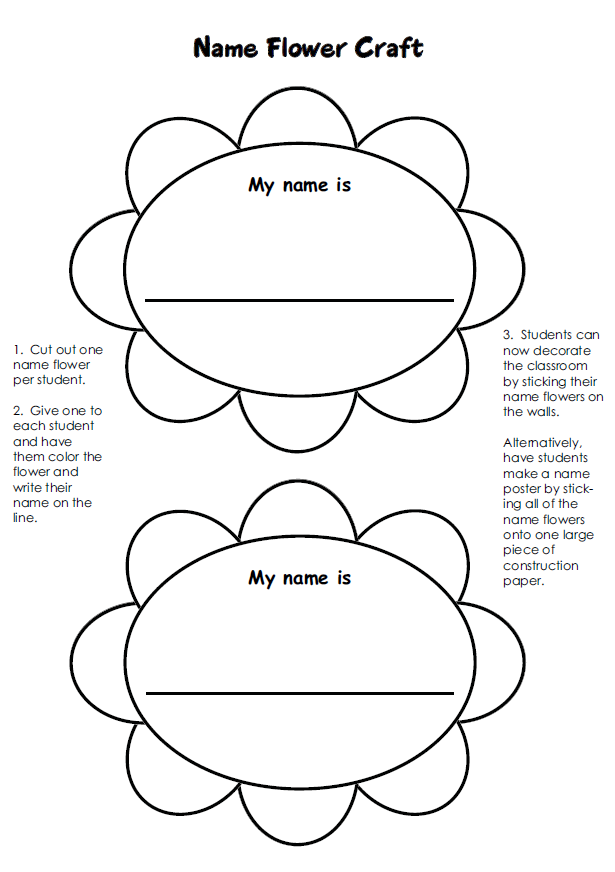 Name Flower Craft
My name is
1. Cut out one
name flower
per student.
2. Give one to
each student
and have
them color the
flower and
write their
name on the
line.
3. Students can
now decorate
the classroom
by sticking their
name flowers on
the walls.
Alternatively,
have students
make a name
poster by stick-
ing all of the
name flowers
onto one large
piece of
construction
paper.
My name is